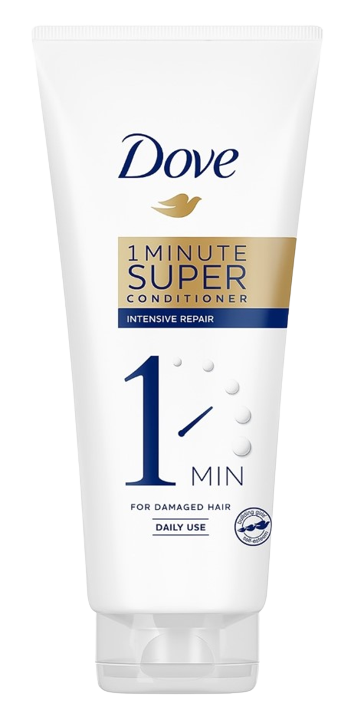 Dove
1 MINUTE
SUPER
CONDITIONER
INTENSIVE REPAIR
1
MIN
FOR DAMAGED HAIR
DAILY USE